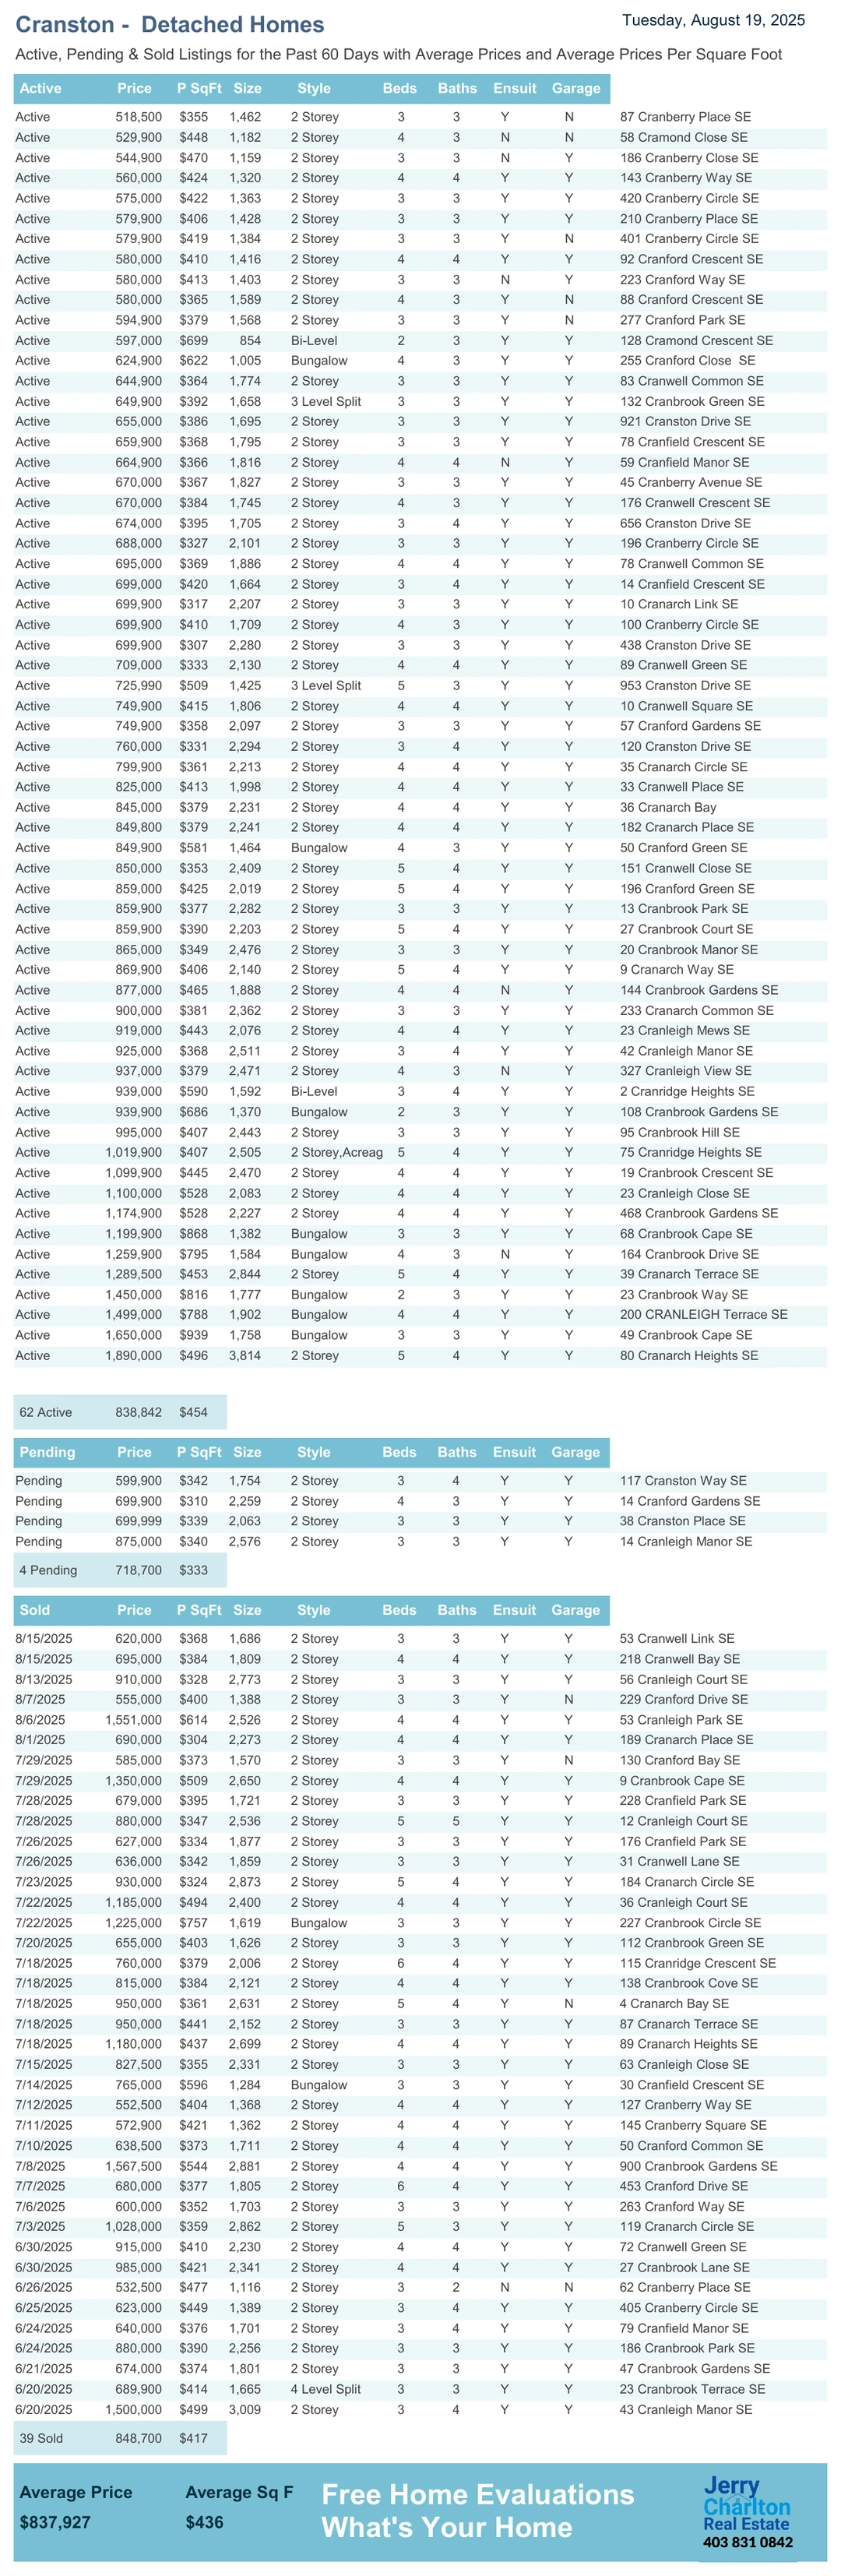 Cranston - Detached Homes
Tuesday, August 19, 2025
Active, Pending & Sold Listings for the Past 60 Days with Average Prices and Average Prices Per Square Foot
Active Price P SqFt Size Style Beds Baths Ensuit Garage
Active 518,500 $355 1,462 2 Storey 3 3 Y N 87 Cranberry Place SE
Active 529,900 $448 1,182 2 Storey 4 3 N N 58 Cramond Close SE
Active 544,900 $470 1,159 2 Storey 3 3 N Y 186 Cranberry Close SE
Active 560,000 $424 1,320 2 Storey 4 4 Y Y 143 Cranberry Way SE
Active 575,000 $422 1,363 2 Storey 3 3 Y Y 420 Cranberry Circle SE
Active 579,900 $406 1,428 2 Storey 3 3 Y Y 210 Cranberry Place SE
Active 579,900 $419 1,384 2 Storey 3 3 Y N 401 Cranberry Circle SE
Active 580,000 $410 1,416 2 Storey 4 4 Y Y 92 Cranford Crescent SE
Active 580,000 $413 1,403 2 Storey 3 3 N Y 223 Cranford Way SE
Active 580,000 $365 1,589 2 Storey 4 3 Y N 88 Cranford Crescent SE
Active 594,900 $379 1,568 2 Storey 3 3 Y N 277 Cranford Park SE
Active 597,000 $699 854 Bi-Level 2 3 Y Y 128 Cramond Crescent SE
Active 624,900 $622 1,005 Bungalow 4 3 Y Y 255 Cranford Close SE
Active 644,900 $364 1,774 2 Storey 3 3 Y Y 83 Cranwell Common SE
Active 649,900 $392 1,658 3 Level Split 3 3 Y Y 132 Cranbrook Green SE
Active 655,000 $386 1,695 2 Storey 3 3 Y Y 921 Cranston Drive SE
Active 659,900 $368 1,795 2 Storey 3 3 Y Y 78 Cranfield Crescent SE
Active 664,900 $366 1,816 2 Storey 4 4 N Y 59 Cranfield Manor SE
Active 670,000 $367 1,827 2 Storey 3 3 Y Y 45 Cranberry Avenue SE
Active 670,000 $384 1,745 2 Storey 4 3 Y Y 176 Cranwell Crescent SE
Active 674,000 $395 1,705 2 Storey 3 4 Y Y 656 Cranston Drive SE
Active 688,000 $327 2,101 2 Storey 3 3 Y Y 196 Cranberry Circle SE
Active 695,000 $369 1,886 2 Storey 4 4 Y Y 78 Cranwell Common SE
Active 699,000 $420 1,664 2 Storey 3 4 Y Y 14 Cranfield Crescent SE
Active 699,900 $317 2,207 2 Storey 3 3 Y Y 10 Cranarch Link SE
Active 699,900 $410 1,709 2 Storey 4 3 Y Y 100 Cranberry Circle SE
Active 699,900 $307 2,280 2 Storey 3 3 Y Y 438 Cranston Drive SE
Active 709,000 $333 2,130 2 Storey 4 4 Y Y 89 Cranwell Green SE
Active 725,990 $509 1,425 3 Level Split 5 3 Y Y 953 Cranston Drive SE
Active 749,900 $415 1,806 2 Storey 4 4 Y Y 10 Cranwell Square SE
Active 749,900 $358 2,097 2 Storey 3 3 Y Y 57 Cranford Gardens SE
Active 760,000 $331 2,294 2 Storey 3 4 Y Y 120 Cranston Drive SE
Active 799,900 $361 2,213 2 Storey 4 4 Y Y 35 Cranarch Circle SE
Active 825,000 $413 1,998 2 Storey 4 4 Y Y 33 Cranwell Place SE
Active 845,000 $379 2,231 2 Storey 4 4 Y Y 36 Cranarch Bay
Active 849,800 $379 2,241 2 Storey 4 4 Y Y 182 Cranarch Place SE
Active 849,900 $581 1,464 Bungalow 4 3 Y Y 50 Cranford Green SE
Active 850,000 $353 2,409 2 Storey 5 4 Y Y 151 Cranwell Close SE
Active 859,000 $425 2,019 2 Storey 5 4 Y Y 196 Cranford Green SE
Active 859,900 $377 2,282 2 Storey 3 3 Y Y 13 Cranbrook Park SE
Active 859,900 $390 2,203 2 Storey 5 4 Y Y 27 Cranbrook Court SE
Active 865,000 $349 2,476 2 Storey 3 3 Y Y 20 Cranbrook Manor SE
Active 869,900 $406 2,140 2 Storey 5 4 Y Y 9 Cranarch Way SE
Active 877,000 $465 1,888 2 Storey 4 4 N Y 144 Cranbrook Gardens SE
Active 900,000 $381 2,362 2 Storey 3 3 Y Y 233 Cranarch Common SE
Active 919,000 $443 2,076 2 Storey 4 4 Y Y 23 Cranleigh Mews SE
Active 925,000 $368 2,511 2 Storey 3 4 Y Y 42 Cranleigh Manor SE
Active 937,000 $379 2,471 2 Storey 4 3 N Y 327 Cranleigh View SE
Active 939,000 $590 1,592 Bi-Level 3 4 Y Y 2 Cranridge Heights SE
Active 939,900 $686 1,370 Bungalow 2 3 Y Y 108 Cranbrook Gardens SE
Active 995,000 $407 2,443 2 Storey 3 3 Y Y 95 Cranbrook Hill SE
Active 1,019,900 $407 2,505 2 Storey,Acreag 5 4 Y Y 75 Cranridge Heights SE
Active 1,099,900 $445 2,470 2 Storey 4 4 Y Y 19 Cranbrook Crescent SE
Active 1,100,000 $528 2,083 2 Storey 4 4 Y Y 23 Cranleigh Close SE
Active 1,174,900 $528 2,227 2 Storey 4 4 Y Y 468 Cranbrook Gardens SE
Active 1,199,900 $868 1,382 Bungalow 3 3 Y Y 68 Cranbrook Cape SE
Active 1,259,900 $795 1,584 Bungalow 4 3 N Y 164 Cranbrook Drive SE
Active 1,289,500 $453 2,844 2 Storey 5 4 Y Y 39 Cranarch Terrace SE
Active 1,450,000 $816 1,777 Bungalow 2 3 Y Y 23 Cranbrook Way SE
Active 1,499,000 $788 1,902 Bungalow 4 4 Y Y 200 CRANLEIGH Terrace SE
Active 1,650,000 $939 1,758 Bungalow 3 3 Y Y 49 Cranbrook Cape SE
Active 1,890,000 $496 3,814 2 Storey 5 4 Y Y 80 Cranarch Heights SE
62 Active 838,842 $454
Pending Price P SqFt Size Style Beds Baths Ensuit Garage
Pending 599,900 $342 1,754 2 Storey 3 4 Y Y 117 Cranston Way SE
Pending 699,900 $310 2,259 2 Storey 4 3 Y Y 14 Cranford Gardens SE
Pending 699,999 $339 2,063 2 Storey 3 3 Y Y 38 Cranston Place SE
Pending 875,000 $340 2,576 2 Storey 3 3 Y Y 14 Cranleigh Manor SE
4 Pending 718,700 $333
Sold Price P SqFt Size Style Beds Baths Ensuit Garage
8/15/2025 620,000 $368 1,686 2 Storey 3 3 Y Y 53 Cranwell Link SE
8/15/2025 695,000 $384 1,809 2 Storey 4 4 Y Y 218 Cranwell Bay SE
8/13/2025 910,000 $328 2,773 2 Storey 3 3 Y Y 56 Cranleigh Court SE
8/7/2025 555,000 $400 1,388 2 Storey 3 3 Y N 229 Cranford Drive SE
8/6/2025 1,551,000 $614 2,526 2 Storey 4 4 Y Y 53 Cranleigh Park SE
8/1/2025 690,000 $304 2,273 2 Storey 4 4 Y Y 189 Cranarch Place SE
7/29/2025 585,000 $373 1,570 2 Storey 3 3 Y N 130 Cranford Bay SE
7/29/2025 1,350,000 $509 2,650 2 Storey 4 4 Y Y 9 Cranbrook Cape SE
7/28/2025 679,000 $395 1,721 2 Storey 3 3 Y Y 228 Cranfield Park SE
7/28/2025 880,000 $347 2,536 2 Storey 5 5 Y Y 12 Cranleigh Court SE
7/26/2025 627,000 $334 1,877 2 Storey 3 3 Y Y 176 Cranfield Park SE
7/26/2025 636,000 $342 1,859 2 Storey 3 3 Y Y 31 Cranwell Lane SE
7/23/2025 930,000 $324 2,873 2 Storey 5 4 Y Y 184 Cranarch Circle SE
7/22/2025 1,185,000 $494 2,400 2 Storey 4 4 Y Y 36 Cranleigh Court SE
7/22/2025 1,225,000 $757 1,619 Bungalow 3 3 Y Y 227 Cranbrook Circle SE
7/20/2025 655,000 $403 1,626 2 Storey 3 3 Y Y 112 Cranbrook Green SE
7/18/2025 760,000 $379 2,006 2 Storey 6 4 Y Y 115 Cranridge Crescent SE
7/18/2025 815,000 $384 2,121 2 Storey 4 4 Y Y 138 Cranbrook Cove SE
7/18/2025 950,000 $361 2,631 2 Storey 5 4 Y N 4 Cranarch Bay SE
7/18/2025 950,000 $441 2,152 2 Storey 3 3 Y Y 87 Cranarch Terrace SE
7/18/2025 1,180,000 $437 2,699 2 Storey 4 4 Y Y 89 Cranarch Heights SE
7/15/2025 827,500 $355 2,331 2 Storey 3 3 Y Y 63 Cranleigh Close SE
7/14/2025 765,000 $596 1,284 Bungalow 3 3 Y Y 30 Cranfield Crescent SE
7/12/2025 552,500 $404 1,368 2 Storey 4 4 Y Y 127 Cranberry Way SE
7/11/2025 572,900 $421 1,362 2 Storey 4 4 Y Y 145 Cranberry Square SE
7/10/2025 638,500 $373 1,711 2 Storey 4 4 Y Y 50 Cranford Common SE
7/8/2025 1,567,500 $544 2,881 2 Storey 4 4 Y Y 900 Cranbrook Gardens SE
7/7/2025 680,000 $377 1,805 2 Storey 6 4 Y Y 453 Cranford Drive SE
7/6/2025 600,000 $352 1,703 2 Storey 3 3 Y Y 263 Cranford Way SE
7/3/2025 1,028,000 $359 2,862 2 Storey 5 3 Y Y 119 Cranarch Circle SE
6/30/2025 915,000 $410 2,230 2 Storey 4 4 Y Y 72 Cranwell Green SE
6/30/2025 985,000 $421 2,341 2 Storey 4 4 Y Y 27 Cranbrook Lane SE
6/26/2025 532,500 $477 1,116 2 Storey 3 2 N N 62 Cranberry Place SE
6/25/2025 623,000 $449 1,389 2 Storey 3 4 Y Y 405 Cranberry Circle SE
6/24/2025 640,000 $376 1,701 2 Storey 3 4 Y Y 79 Cranfield Manor SE
6/24/2025 880,000 $390 2,256 2 Storey 3 3 Y Y 186 Cranbrook Park SE
6/21/2025 674,000 $374 1,801 2 Storey 3 3 Y Y 47 Cranbrook Gardens SE
6/20/2025 689,900 $414 1,665 4 Level Split 3 3 Y Y 23 Cranbrook Terrace SE
6/20/2025 1,500,000 $499 3,009 2 Storey 3 4 Y Y 43 Cranleigh Manor SE
39 Sold 848,700 $417
Average Price Average Sq F
$837,927 $436
Free Home Evaluations
What's Your Home
Jerry
Charlton
Real Estate
403 831 0842